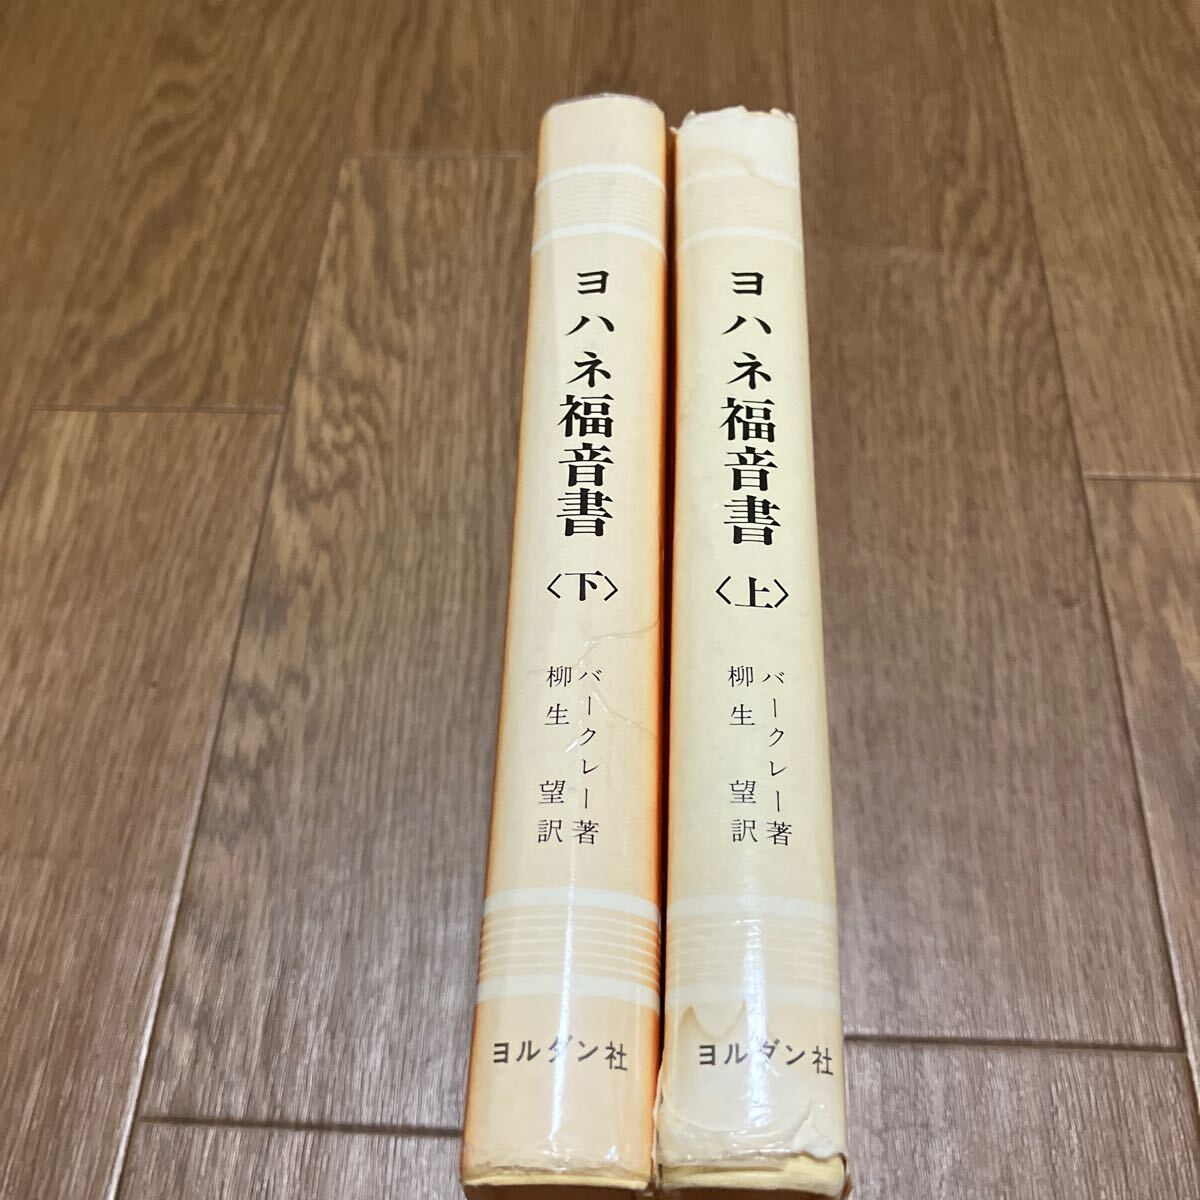 ヨハネ福音書〈下〉
バークレー著
柳生 望訳
ヨルダン社
ヨハネ福音書〈上〉
バークレー著
柳生 望訳
ヨルダン社